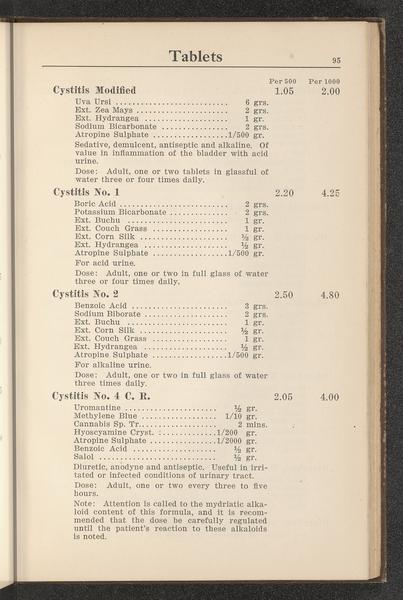 Tablets
95
Per 500 Per 1000
Cystitis Modified 1.05 2.00
Uva Ursi ........................... 6 grs.
Ext. Zea Mays ...................... 2 grs.
Ext. Hydrangea ..................... 1 gr.
Sodium Bicarbonate ................ 2 grs.
Atropine Sulphate ..................1/500 gr.
Sedative, demulcent, antiseptic and alkaline. Of
value in inflammation of the bladder with acid
urine.
Dose: Adult, one or two tablets in glassful of
water three or four times daily.
Cystitis No. 1 2.20 4.25
Boric Acid .......................... 2 grs.
Potassium Bicarbonate .............. 2 grs.
Ext. Buchu ........................ 1 gr.
Ext. Couch Grass .................. 1 gr.
Ext. Corn Silk ..................... ½ gr.
Ext. Hydrangea .................... ½ gr.
Atropine Sulphate ..................1/500 gr.
For acid urine.
Dose: Adult, one or two in full glass of water
three or four times daily.
Cystitis No. 2 2.50 4.80
Benzoic Acid ....................... 3 grs.
Sodium Biborate .................... 2 grs.
Ext. Buchu ........................ 1 gr.
Ext. Corn Silk ..................... ½ gr.
Ext. Couch Grass .................. 1 gr.
Ext. Hydrangea .................... ½ gr.
Atropine Sulphate ..................1/500 gr.
For alkaline urine.
Dose: Adult, one or two in full glass of water
three times daily.
Cystitis No. 4 C. R. 2.05 4.00
Uromantine ...................... ½ gr.
Methylene Blue .................. 1/10 gr.
Cannabis Sp. Tr................... 2 mins.
Hyoscyamine Cryst. ..............1/200 gr.
Atropine Sulphate ................1/2000 gr.
Benzoic Acid .................... ½ gr.
Salol ............................ ½ gr.
Diuretic, anodyne and antiseptic. Useful in irri-
tated or infected conditions of urinary tract.
Dose: Adult, one or two every three to five
hours.
Note: Attention is called to the mydriatic alka-
loid content of this formula, and it is recom-
mended that the dose be carefully regulated
until the patient's reaction to these alkaloids
is noted.